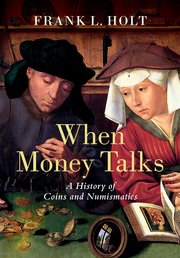 FRANK L. HOLT
When
Money Talks
A History of
Coins and Numismatics